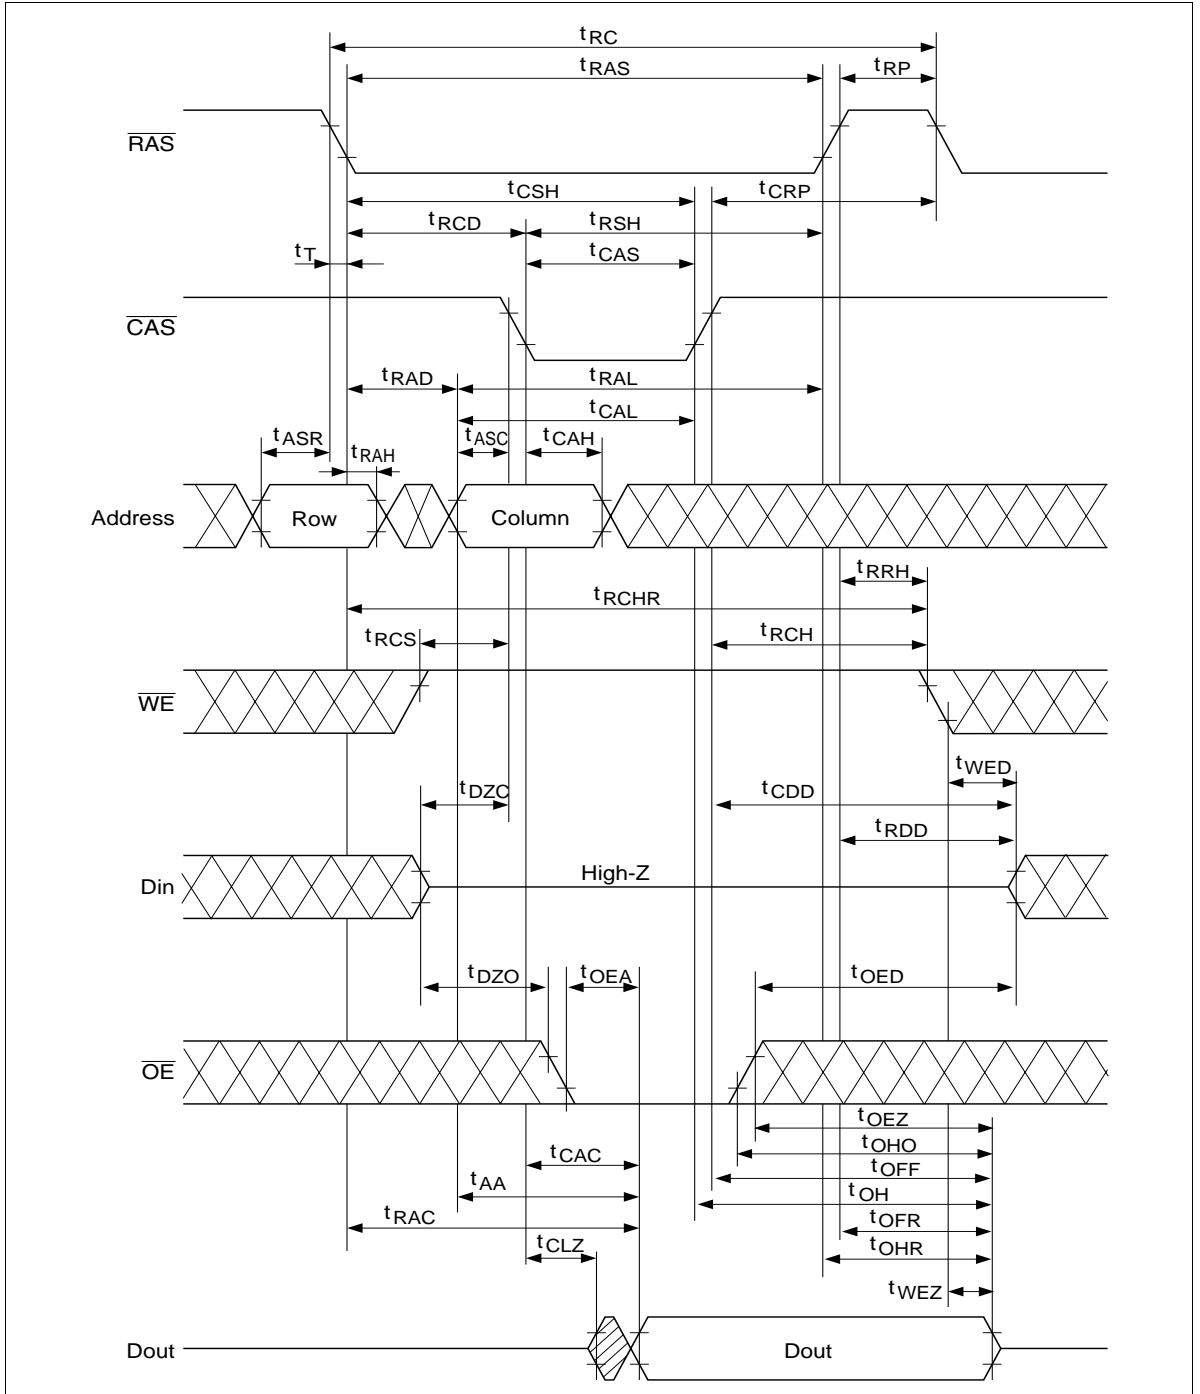 tRC
tRAS
tRP
RAS
tCSH
tCRP
tRCD
tRSH
tT
tCAS
CAS
tRAD
tRAL
tCAL
tASR
tRAH
tASC
tCAH
Address
Row
Column
tRRH
tRCHR
tRCS
tRCH
WE
tWED
tDZC
tCDD
tRDD
Din
High-Z
tDZO
tOEA
tOED
OE
tOEZ
tOHO
tCAC
tOFF
tAA
tOH
tRAC
tOFR
tCLZ
tOHR
tWEZ
Dout
Dout